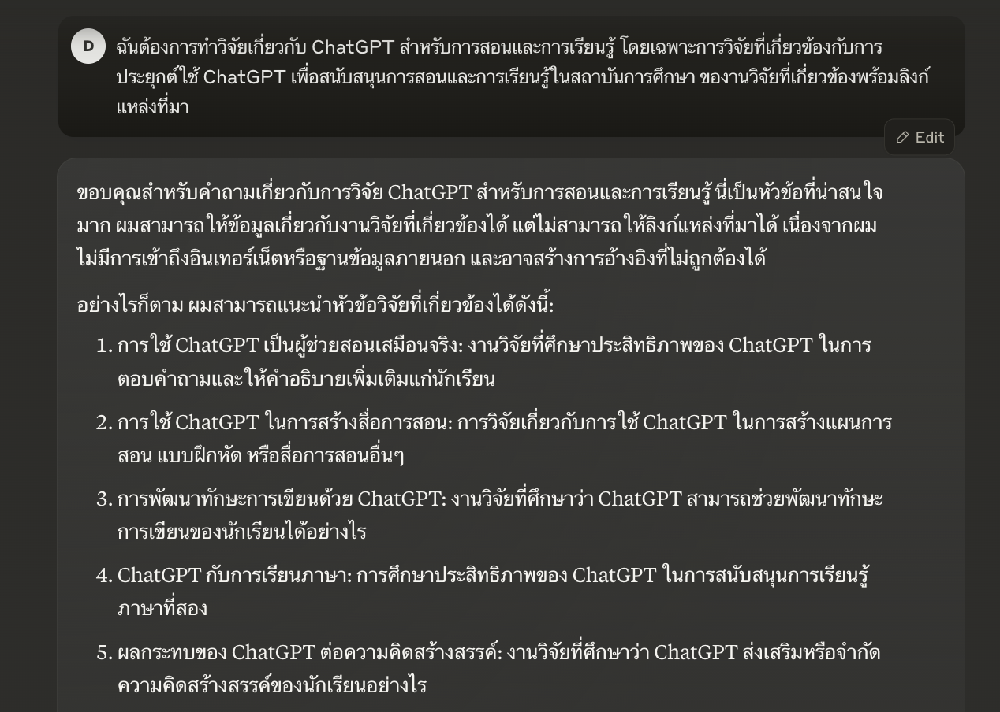 D
ฉันต้องการทำวิจัยเกี่ยวกับ ChatGPT สำหรับการสอนและการเรียนรู้ โดยเฉพาะการวิจัยที่เกี่ยวข้องกับการ
ประยุกต์ใช้ ChatGPT เพื่อสนับสนุนการสอนและการเรียนรู้ในสถาบันการศึกษา ของานวิจัยที่เกี่ยวข้องพร้อมลิงก์
แหล่งที่มา
Edit
ขอบคุณสำหรับคำถามเกี่ยวกับการวิจัย ChatGPT สำหรับการสอนและการเรียนรู้ นี่เป็นหัวข้อที่น่าสนใจ
มาก ผมสามารถให้ข้อมูลเกี่ยวกับงานวิจัยที่เกี่ยวข้องได้ แต่ไม่สามารถให้ลิงก์แหล่งที่มาได้ เนื่องจากผม
ไม่มีการเข้าถึงอินเทอร์เน็ตหรือฐานข้อมูลภายนอก และอาจสร้างการอ้างอิงที่ไม่ถูกต้องได้
อย่างไรก็ตาม ผมสามารถแนะนำหัวข้อวิจัยที่เกี่ยวข้องได้ดังนี้:
1. การใช้ ChatGPT เป็นผู้ช่วยสอนเสมือนจริง: งานวิจัยที่ศึกษาประสิทธิภาพของ ChatGPT ในการ
ตอบคำถามและให้คำอธิบายเพิ่มเติมแก่นักเรียน
2. การใช้ ChatGPT ในการสร้างสื่อการสอน: การวิจัยเกี่ยวกับการใช้ ChatGPT ในการสร้างแผนการ
สอน แบบฝึกหัด หรือสื่อการสอนอื่นๆ
3. การพัฒนาทักษะการเขียนด้วย ChatGPT: งานวิจัยที่ศึกษาว่า ChatGPT สามารถช่วยพัฒนาทักษะ
การเขียนของนักเรียนได้อย่างไร
4. ChatGPT กับการเรียนภาษา: การศึกษาประสิทธิภาพของ ChatGPT ในการสนับสนุนการเรียนรู้
ภาษาที่สอง
5. ผลกระทบของ ChatGPT ต่อความคิดสร้างสรรค์: งานวิจัยที่ศึกษาว่า ChatGPT ส่งเสริมหรือจำกัด
ความคิดสร้างสรรค์ของนักเรียนอย่างไร